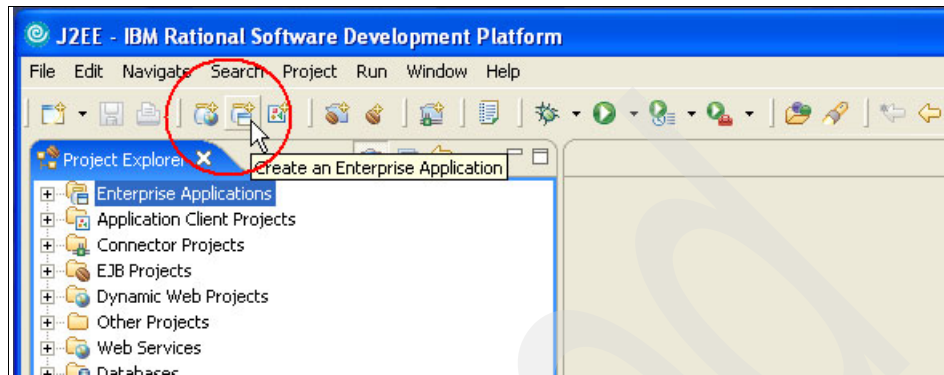 J2EE - IBM Rational Software Development Platform
File Edit Navigate Search Project Run Window Help
Project Explorer
Create an Enterprise Application
Enterprise Applications
Application Client Projects
Connector Projects
EJB Projects
Dynamic Web Projects
Other Projects
Web Services
Databases